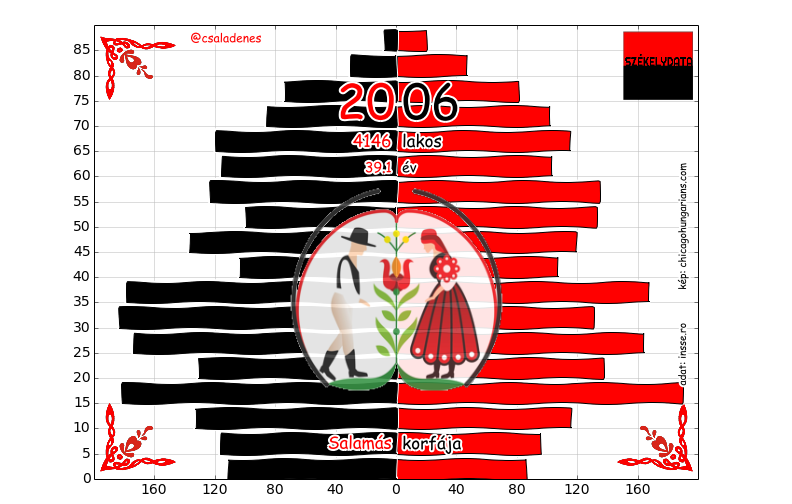 @csaladenes
SZÉKELYDATA
2006
4146 lakos
39.1 év
kép: chicagohungarians.com
adat: insse.ro
Salamás korfája
85
80
75
70
65
60
55
50
45
40
35
30
25
20
15
10
5
0
160 120 80 40 0 40 80 120 160